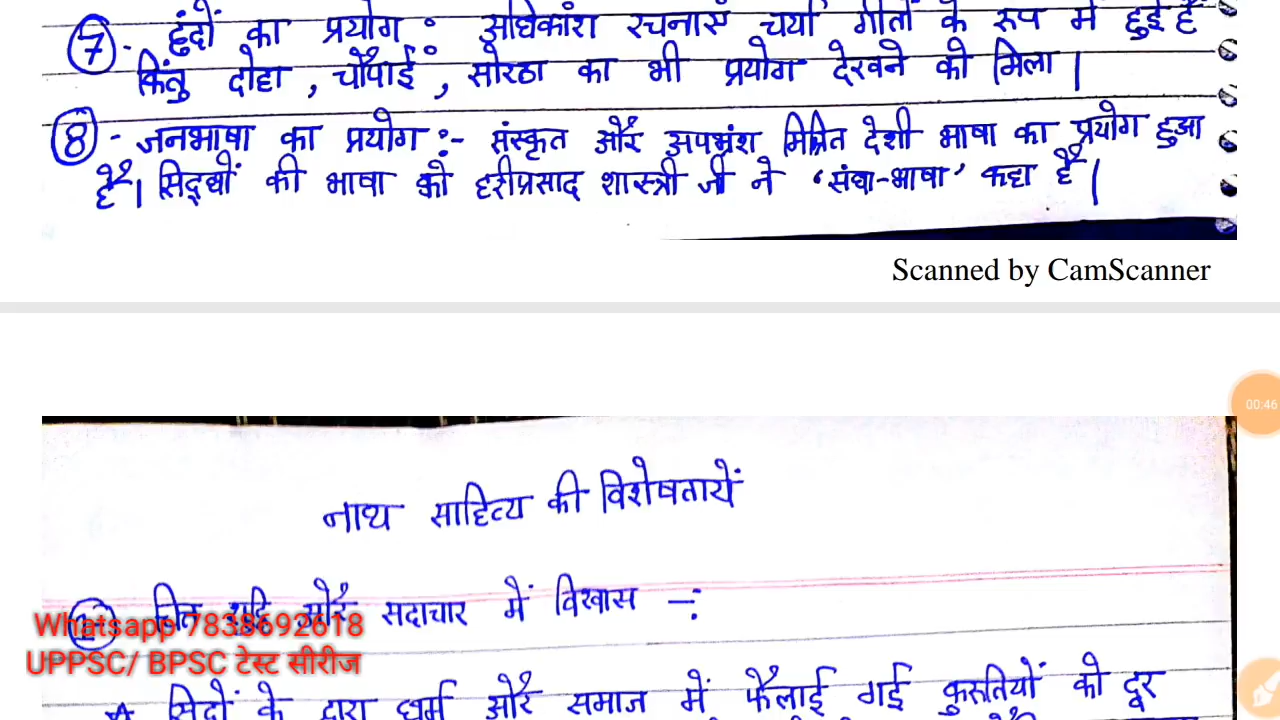 7 - छंदों का प्रयोग : अधिकांश रचनाएँ चर्या गीतों के रूप में हुई हैं
किंतु दोहा , चौपाई , सोरठा का भी प्रयोग देखने को मिला |
8 - जनभाषा का प्रयोग :- संस्कृत और अपभ्रंश मिश्रित देशी भाषा का प्रयोग हुआ
है। सिद्धों की भाषा को हरीप्रसाद शास्त्री जी ने 'संधा-भाषा' कहा है |
Scanned by CamScanner
00:46
नाथ साहित्य की विशेषतायें
और सदाचार में विश्वास -:
Whatsapp 7838692618
UPPSC/ BPSC टेस्ट सीरीज
सिद्धों के द्वारा धर्म और समाज में फैलाई गई कुरूतियों को दूर